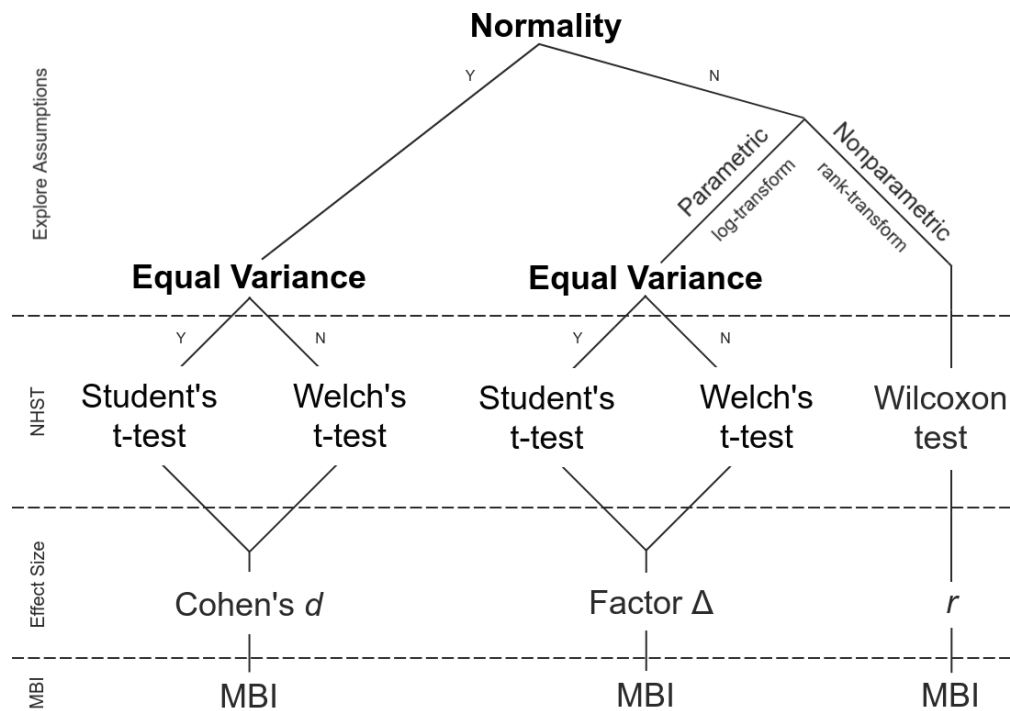 Normality
Y
N
Explore Assumptions
Parametric
log-transform
Nonparametric
rank-transform
Equal Variance
Equal Variance
Y
N
Y
N
NHST
Student's
t-test
Welch's
t-test
Student's
t-test
Welch's
t-test
Wilcoxon
test
Effect Size
Cohen's d
Factor Δ
r
MBI
MBI
MBI
MBI